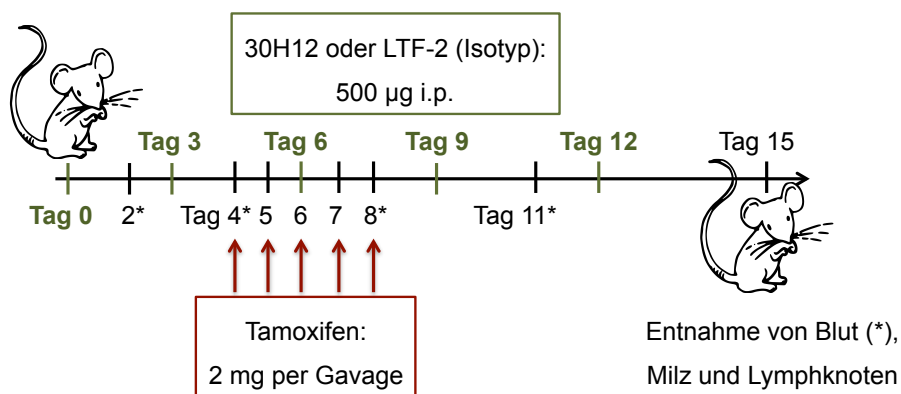 30H12 oder LTF-2 (Isotyp):
500 µg i.p.
Tag 3 Tag 6 Tag 9 Tag 12 Tag 15
Tag 0 2* Tag 4* 5 6 7 8* Tag 11*
Tamoxifen:
2 mg per Gavage
Entnahme von Blut (*),
Milz und Lymphknoten